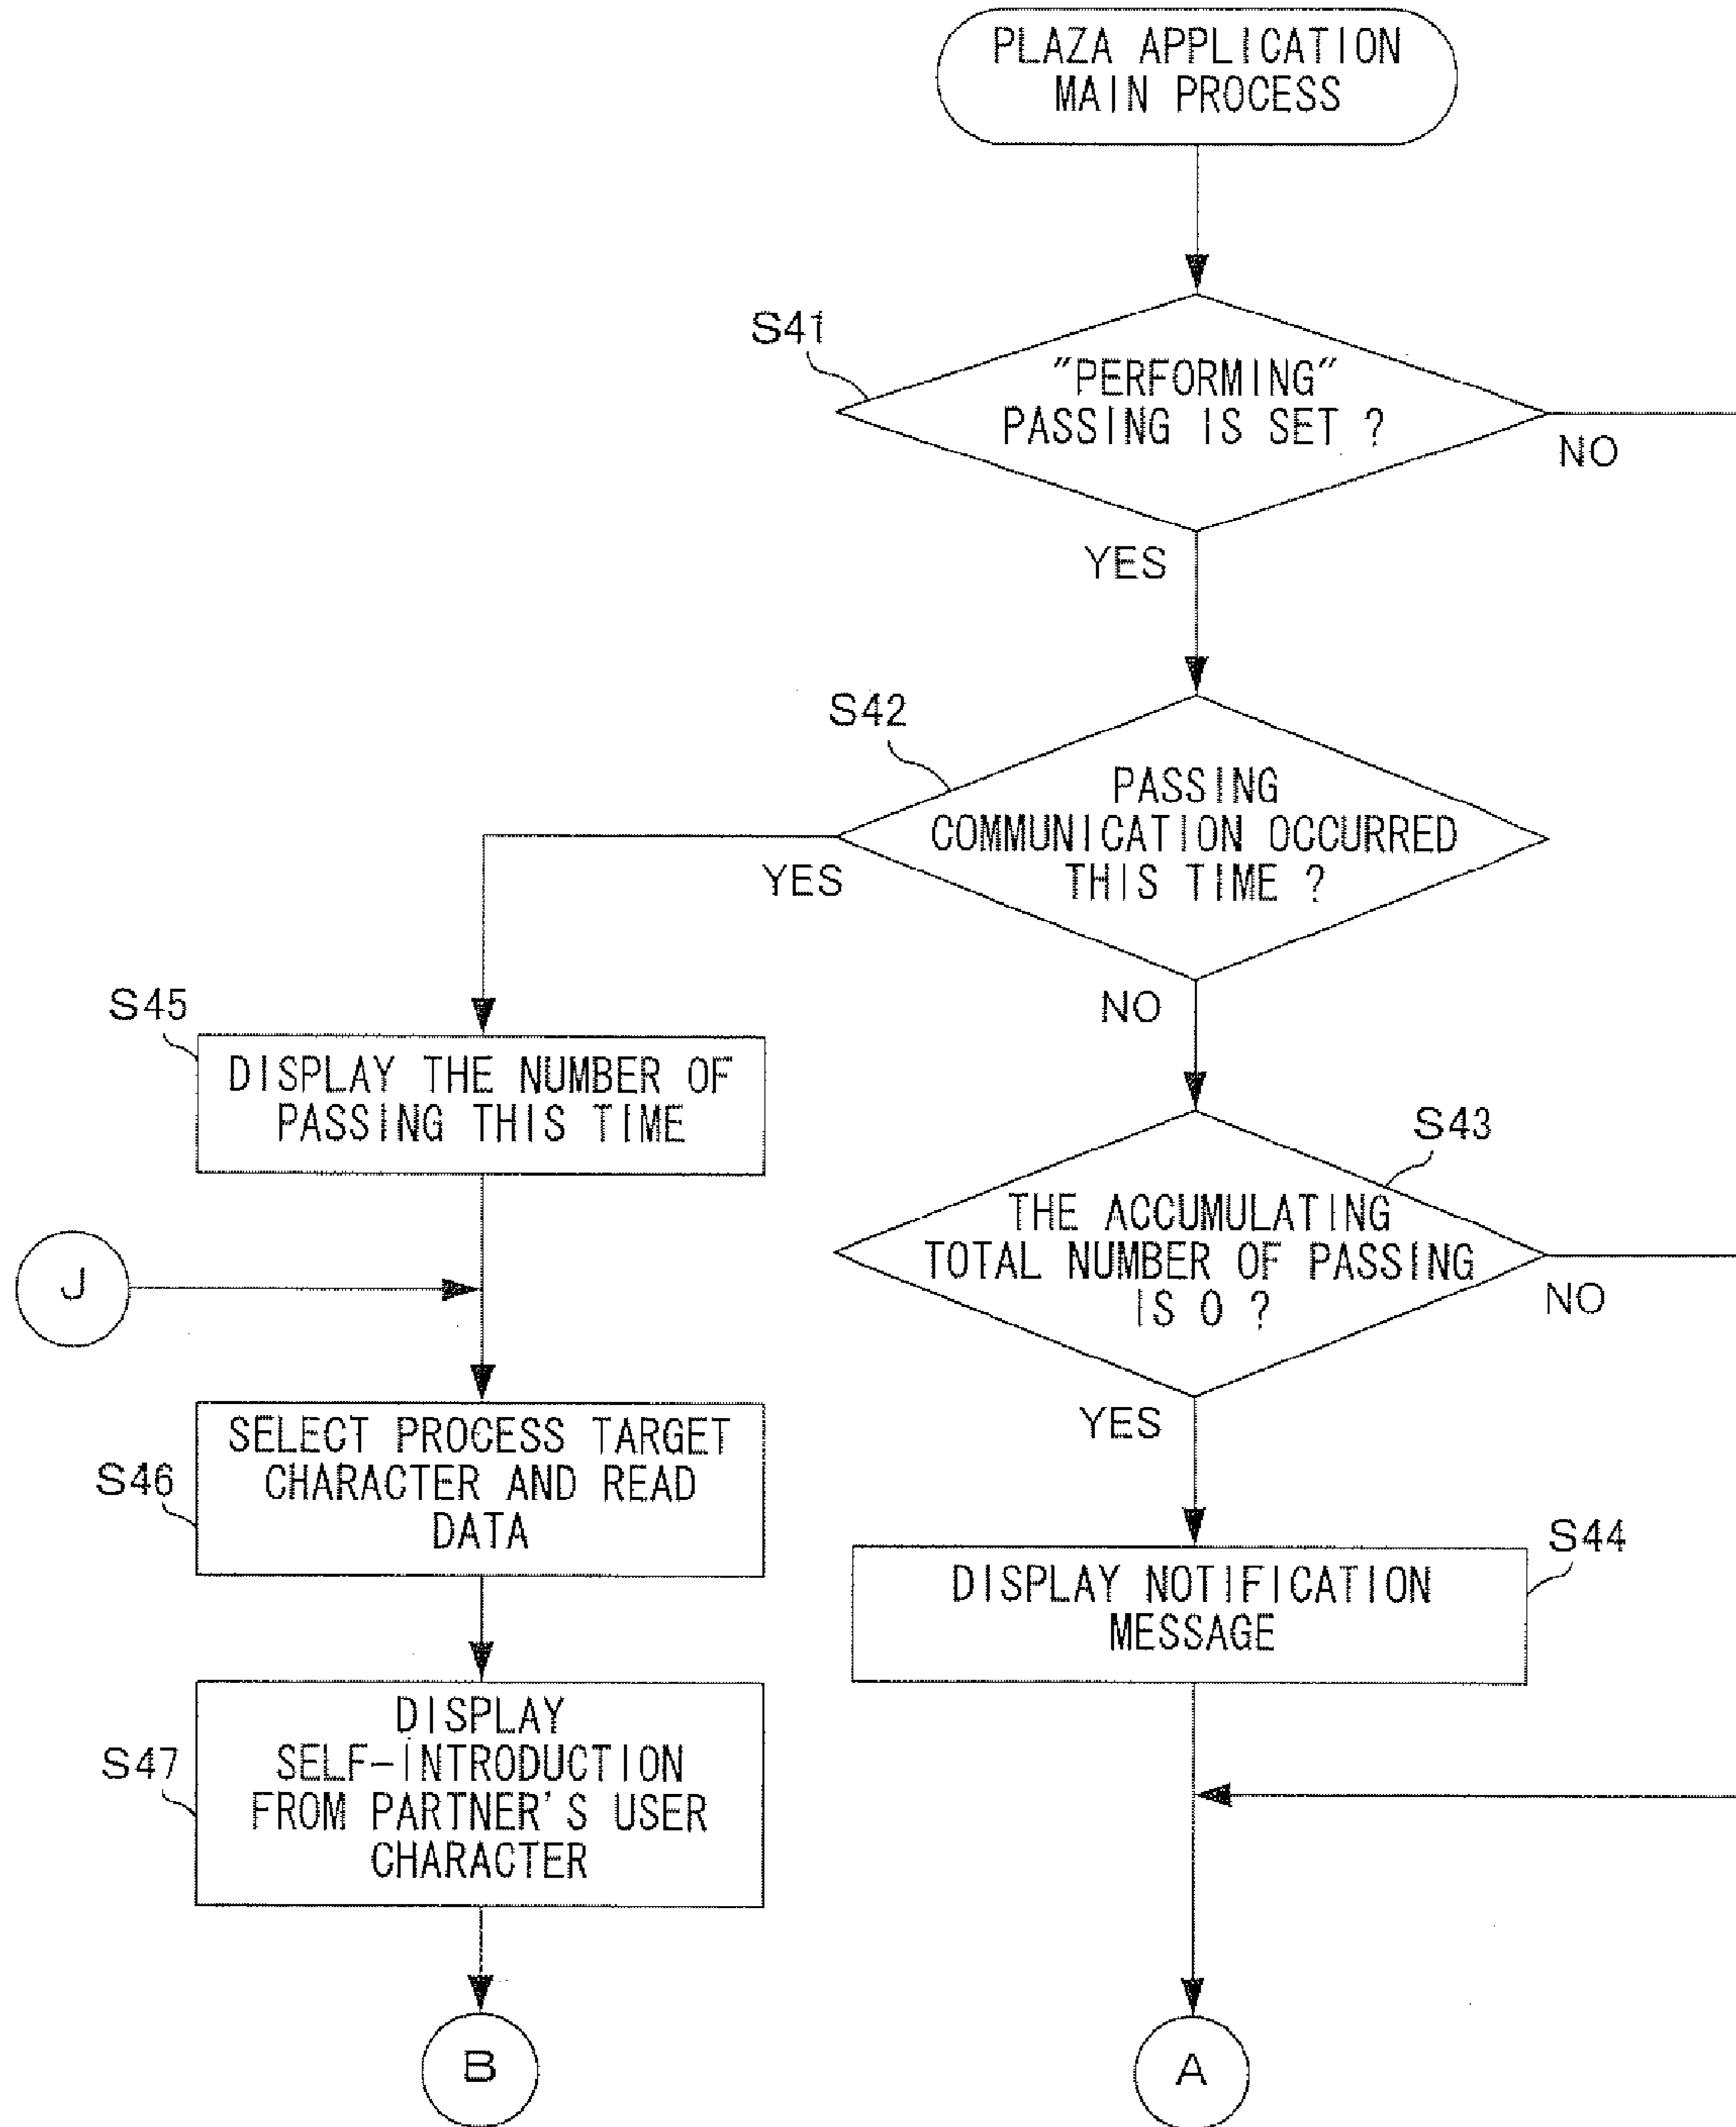 PLAZA APPLICATION
MAIN PROCESS
S41
"PERFORMING"
PASSING IS SET ?
NO
YES
S42
PASSING
COMMUNICATION OCCURRED
THIS TIME ?
YES
NO
S45
DISPLAY THE NUMBER OF
PASSING THIS TIME
S43
THE ACCUMULATING
TOTAL NUMBER OF PASSING
IS 0 ?
NO
YES
J
S46
SELECT PROCESS TARGET
CHARACTER AND READ
DATA
S44
DISPLAY NOTIFICATION
MESSAGE
S47
DISPLAY
SELF-INTRODUCTION
FROM PARTNER'S USER
CHARACTER
B
A